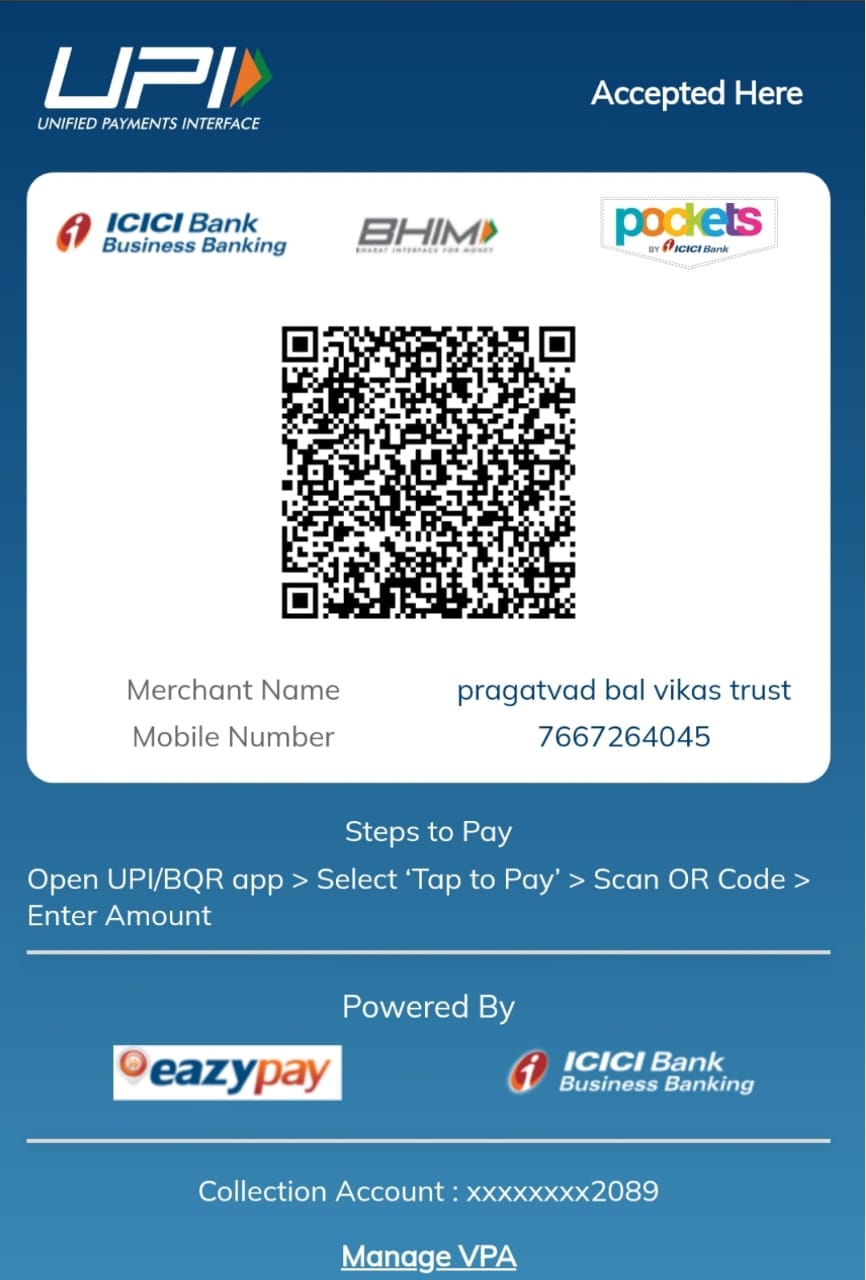 UPI
UNIFIED PAYMENTS INTERFACE
Accepted Here
ICICI Bank
Business Banking
BHIM
BHARAT INTERFACE FOR MONEY
pockets
BY ICICI Bank
Merchant Name pragatvad bal vikas trust
Mobile Number 7667264045
Steps to Pay
Open UPI/BQR app > Select ‘Tap to Pay’ > Scan OR Code >
Enter Amount
Powered By
eazypay
ICICI Bank
Business Banking
Collection Account : xxxxxxxx2089
Manage VPA